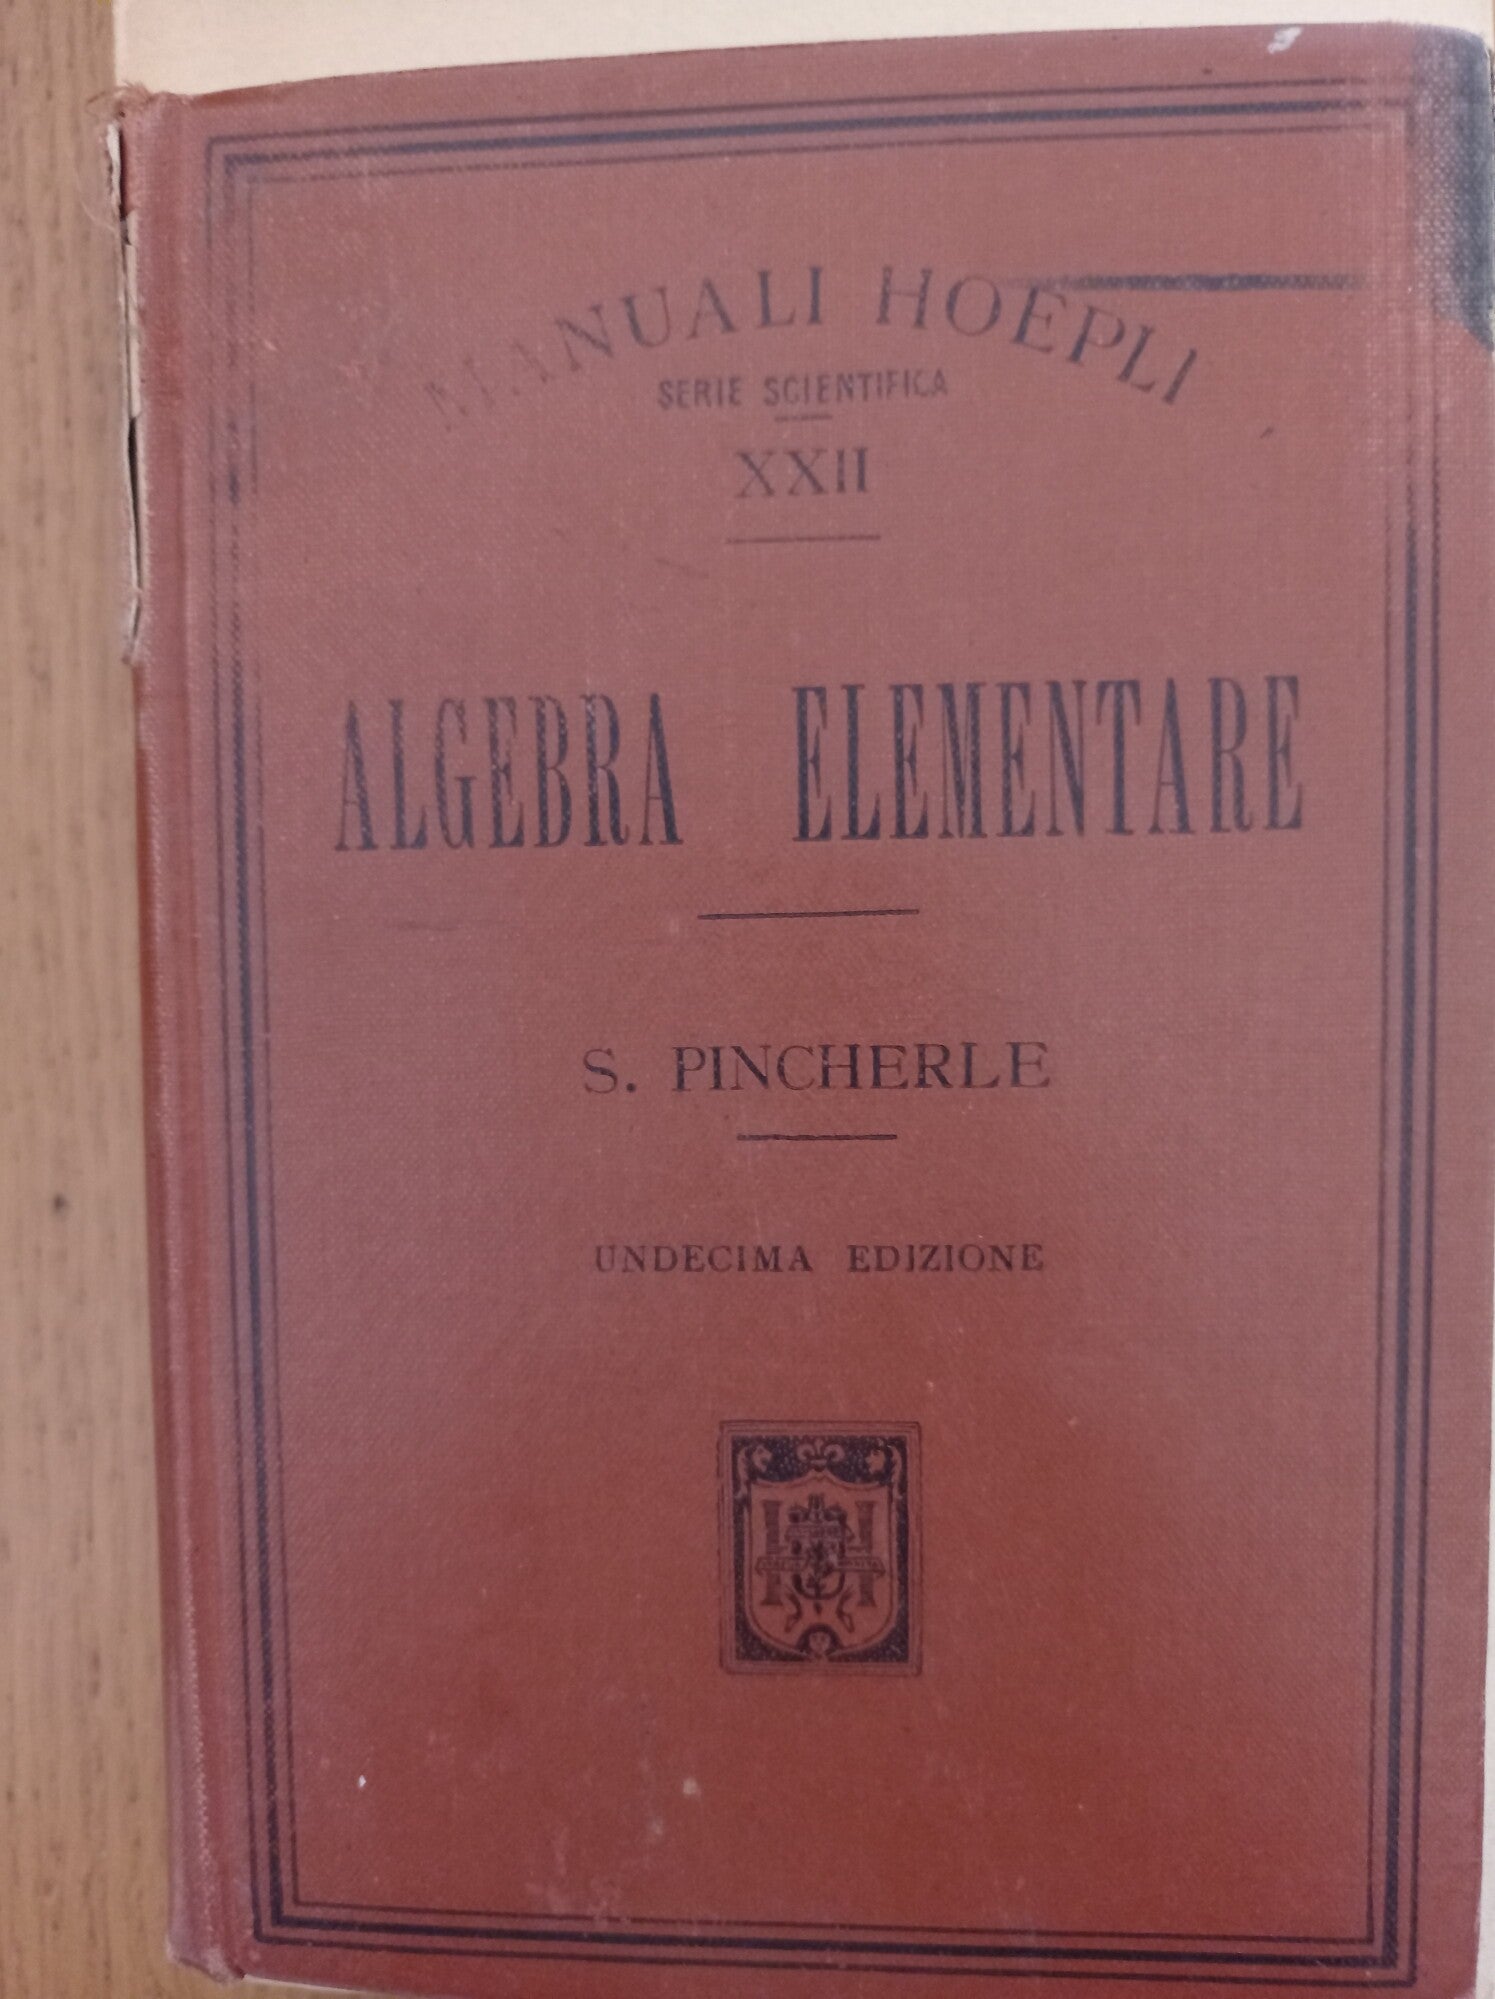 MANUALI HOEPLI
SERIE SCIENTIFICA
XXII
ALGEBRA ELEMENTARE
S. PINCHERLE
UNDECIMA EDIZIONE